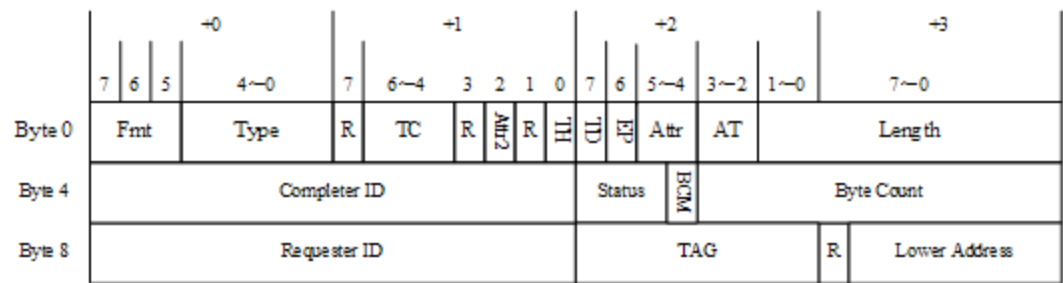 +0 +1 +2 +3
7 6 5 4~0 7 6~4 3 2 1 0 7 6 5~4 3~2 1~0 7~0
Byte 0 Fmt Type R TC R Attr2 R TH TD EP Attr AT Length
Byte 4 Completer ID Status BCM Byte Count
Byte 8 Requester ID TAG R Lower Address